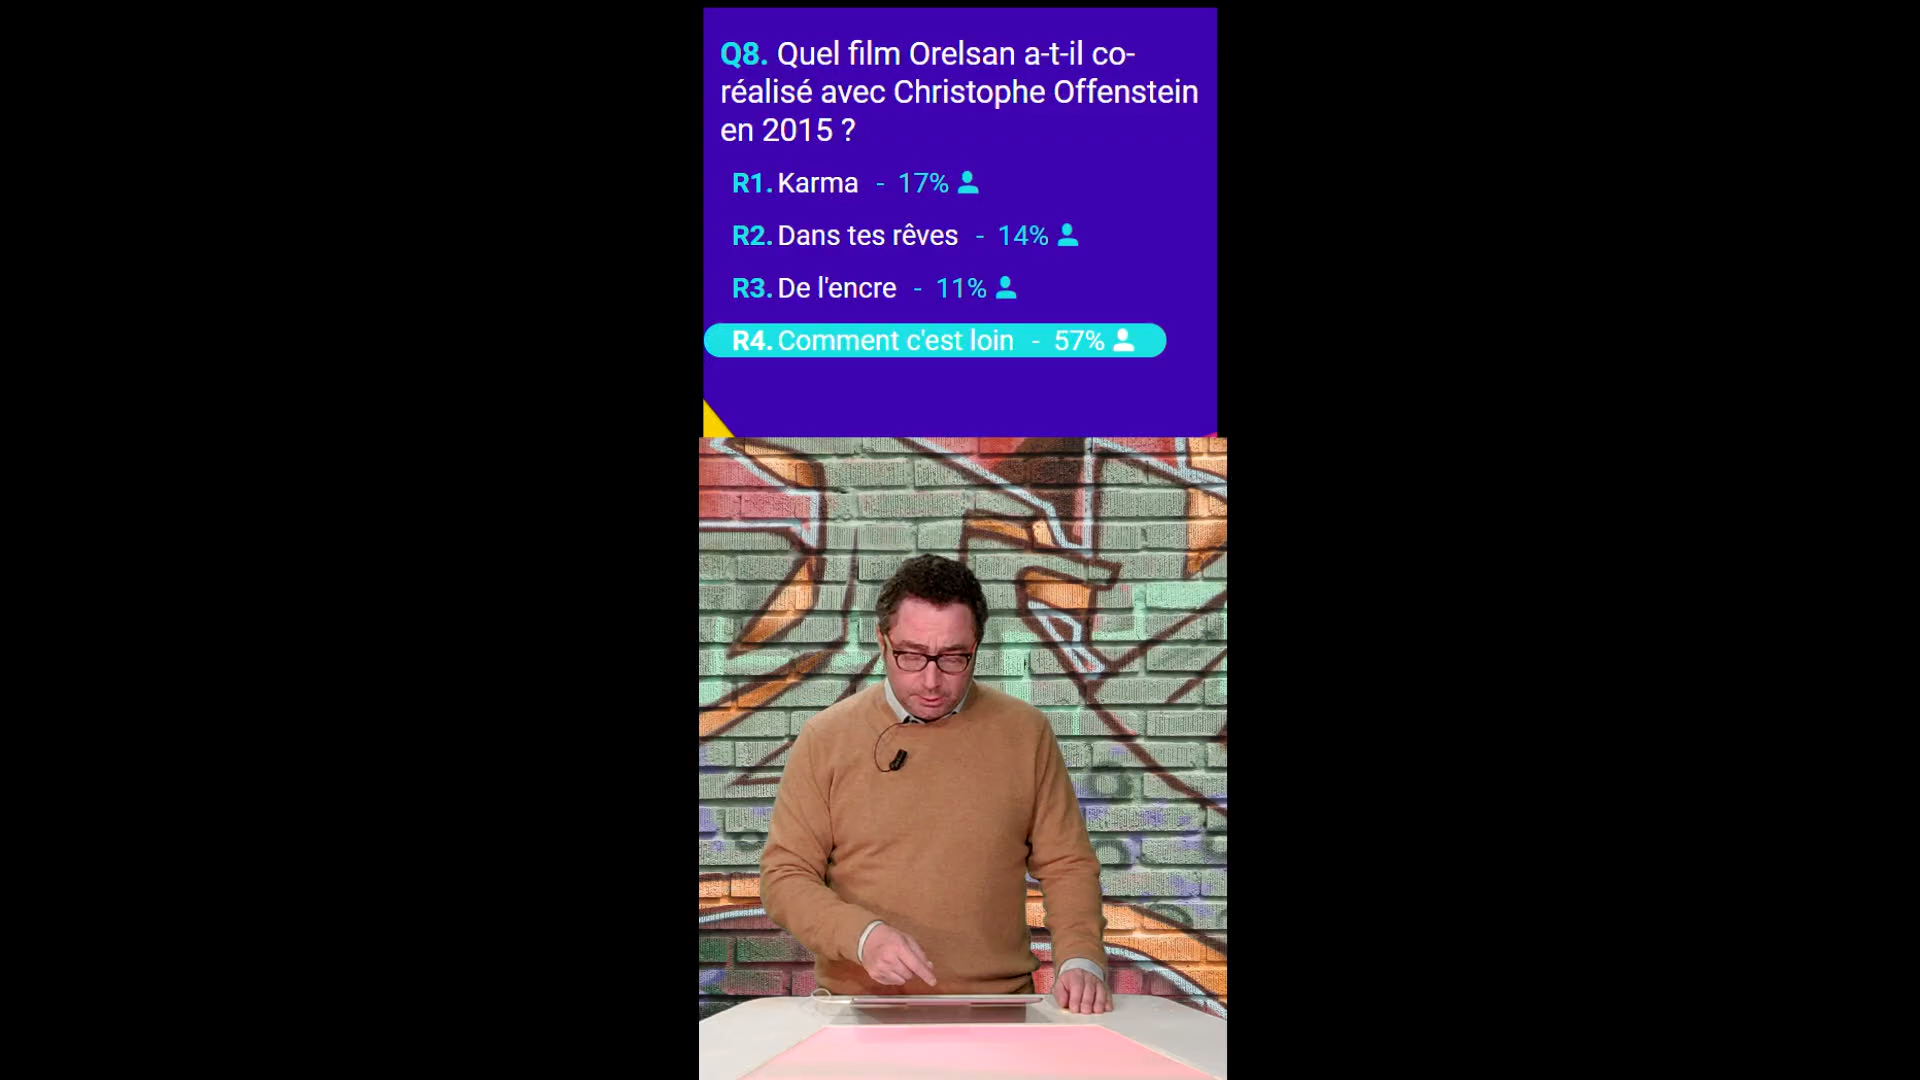 Q8. Quel film Orelsan a-t-il co-
réalisé avec Christophe Offenstein
en 2015 ?
R1. Karma - 17%
R2. Dans tes rêves - 14%
R3. De l'encre - 11%
R4. Comment c'est loin - 57%